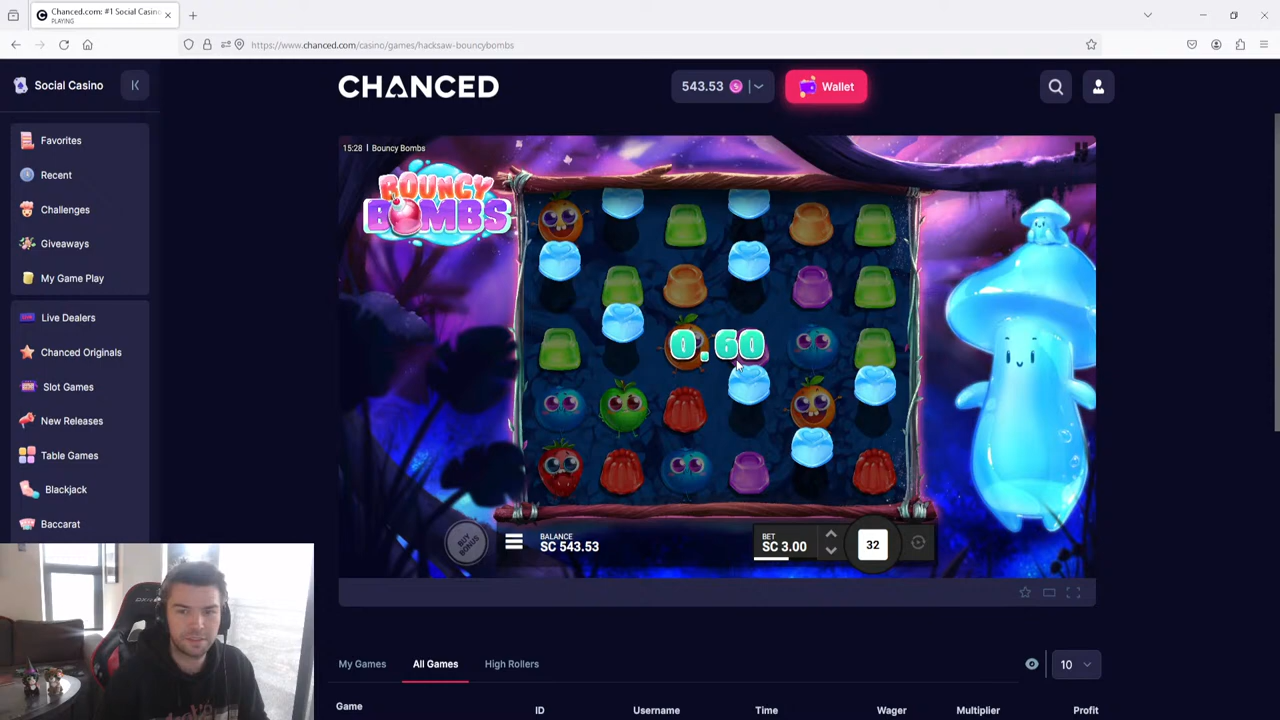 Chanced.com: #1 Social Casin
PLAYING
https://www.chanced.com/casino/games/hacksaw-bouncybombs
Social Casino
CHANCED
543.53
Wallet
Favorites
Recent
Challenges
Giveaways
My Game Play
Live Dealers
Chanced Originals
Slot Games
New Releases
Table Games
Blackjack
Baccarat
15:28 | Bouncy Bombs
BOUNCY
BOMBS
0.60
BUY
BONUS
BALANCE
SC 543.53
BET
SC 3.00
32
My Games
All Games
High Rollers
10
Game
ID
Username
Time
Wager
Multiplier
Profit